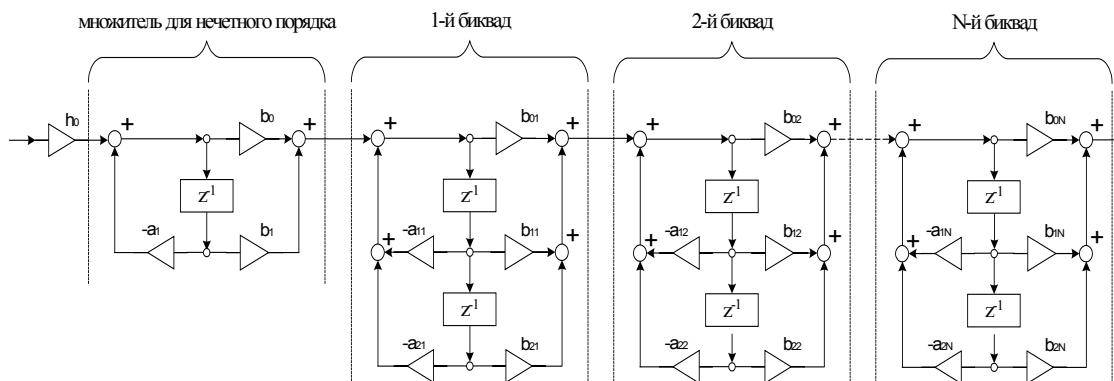 множитель для нечетного порядка
1-й биквад
2-й биквад
N-й биквад
h0 + b0 + + b01 + + b02 + + b0N +
z-1 z-1 z-1 z-1
-a1 b1 + -a11 b11 + + -a12 b12 + + -a1N b1N +
z-1 z-1 z-1
-a21 b21 -a22 b22 -a2N b2N